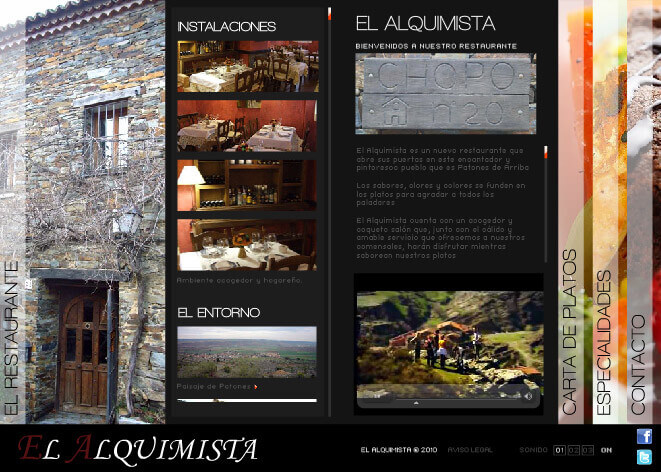 EL RESTAURANTE
INSTALACIONES
Ambiente acogedor y hogareño.
EL ENTORNO
Paisaje de Patones
EL ALQUIMISTA
BIENVENIDOS A NUESTRO RESTAURANTE
CHOPO
nº20
El Alquimista es un nuevo restaurante que
abre sus puertas en este encantador y
pintoresco pueblo que es Patones de Arriba
Los sabores, olores y colores se funden en
los platos para agradar a todos los
paladares
El Alquimista cuenta con un acogedor y
coqueto salón que, junto con el cálido y
amable servicio que ofrecemos a nuestros
comensales, harán disfrutar mientras
saborean nuestros platos
CARTA DE PLATOS
ESPECIALIDADES
CONTACTO
EL ALQUIMISTA
EL ALQUIMISTA © 2010 AVISO LEGAL SONIDO 01 02 03 ON